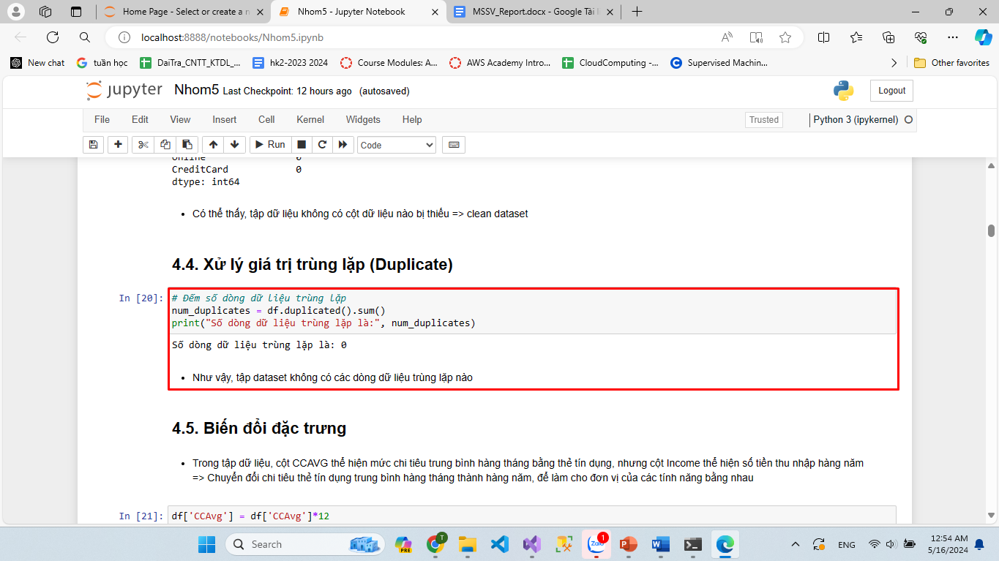 Home Page - Select or create a n
Nhom5 - Jupyter Notebook
MSSV_Report.docx - Google Tài l
localhost:8888/notebooks/Nhom5.ipynb
New chat
tuần học
DaiTra_CNTT_KTDL_...
hk2-2023 2024
Course Modules: A...
AWS Academy Intro...
CloudComputing -...
Supervised Machin...
Other favorites
jupyter Nhom5 Last Checkpoint: 12 hours ago (autosaved)
Logout
File Edit View Insert Cell Kernel Widgets Help
Trusted
Python 3 (ipykernel)
Run
Code
Online 0
CreditCard 0
dtype: int64
Có thể thấy, tập dữ liệu không có cột dữ liệu nào bị thiếu => clean dataset
4.4. Xử lý giá trị trùng lặp (Duplicate)
In [20]: # Đếm số dòng dữ liệu trùng lặp
num_duplicates = df.duplicated().sum()
print("Số dòng dữ liệu trùng lặp là:", num_duplicates)
Số dòng dữ liệu trùng lặp là: 0
Như vậy, tập dataset không có các dòng dữ liệu trùng lặp nào
4.5. Biến đổi đặc trưng
Trong tập dữ liệu, cột CCAVG thể hiện mức chi tiêu trung bình hàng tháng bằng thẻ tín dụng, nhưng cột Income thể hiện số tiền thu nhập hàng năm
=> Chuyển đổi chi tiêu thẻ tín dụng trung bình hàng tháng thành hàng năm, để làm cho đơn vị của các tính năng bằng nhau
In [21]: df['CCAvg'] = df['CCAvg']*12
Search
PRE
T
Zalo
1
ENG
12:54 AM
5/16/2024